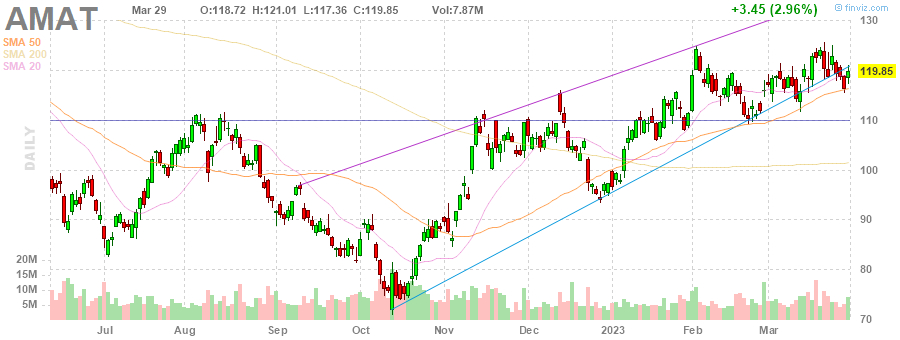 AMAT Mar 29 O:118.72 H:121.01 L:117.36 C:119.85 Vol:7.87M +3.45 (2.96%) © finviz.com
SMA 50
SMA 200
SMA 20
DAILY
130
119.85
110
100
90
80
70
20M
15M
10M
5M
Jul Aug Sep Oct Nov Dec 2023 Feb Mar